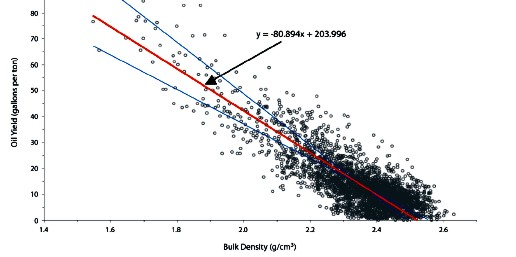 80
y = -80.894x + 203.996
70
60
50
40
30
20
10
0
Oil Yield (gallons per ton)
1.4 1.6 1.8 2.0 2.2 2.4 2.6
Bulk Density (g/cm³)